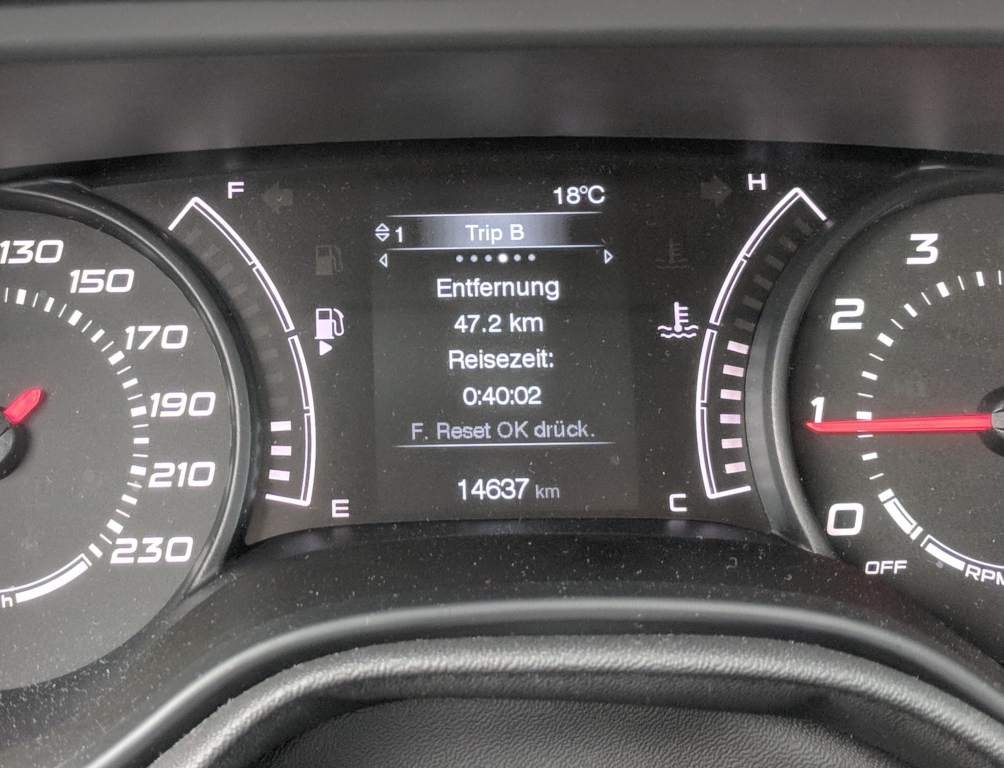 F
18°C
H
1 Trip B
Entfernung
47.2 km
Reisezeit:
0:40:02
F. Reset OK drück.
14637 km
E
C
130
150
170
190
210
230
3
2
1
0
OFF